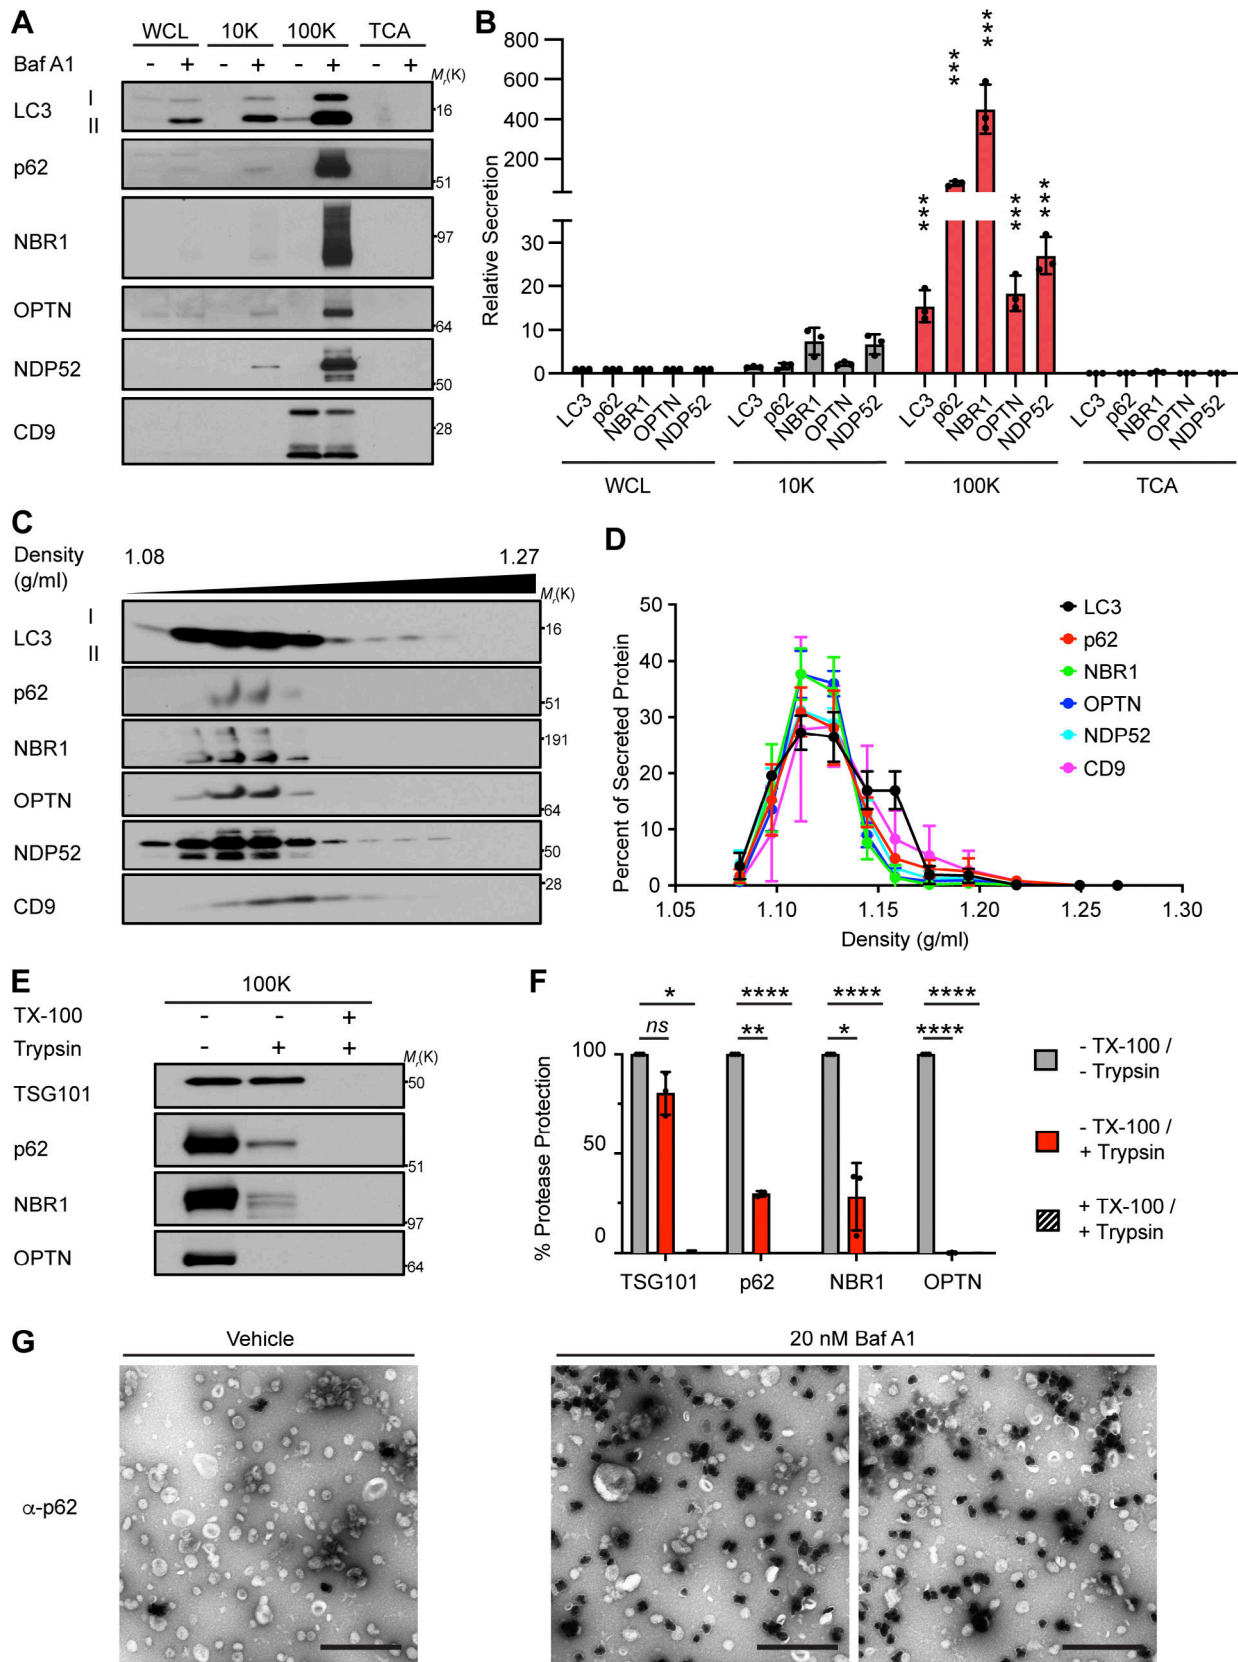 A
WCL 10K 100K TCA
Baf A1 - + - + - + - + Mr(K)
LC3 I II 16
p62 51
NBR1 97
OPTN 64
NDP52 50
CD9 28
B
Relative Secretion
800
600
400
200
30
20
10
0
*** *** *** *** ***
LC3 p62 NBR1 OPTN NDP52 LC3 p62 NBR1 OPTN NDP52 LC3 p62 NBR1 OPTN NDP52 LC3 p62 NBR1 OPTN NDP52
WCL 10K 100K TCA
C
Density (g/ml) 1.08 1.27
Mr(K)
LC3 I II 16
p62 51
NBR1 191
OPTN 64
NDP52 50
CD9 28
D
Percent of Secreted Protein
50
40
30
20
10
0
1.05 1.10 1.15 1.20 1.25 1.30
Density (g/ml)
LC3
p62
NBR1
OPTN
NDP52
CD9
E
100K
TX-100 - - +
Trypsin - + + Mr(K)
TSG101 50
p62 51
NBR1 97
OPTN 64
F
% Protease Protection
100
50
0
* **** **** ****
ns ** * ****
TSG101 p62 NBR1 OPTN
- TX-100 /
- Trypsin
- TX-100 /
+ Trypsin
+ TX-100 /
+ Trypsin
G
Vehicle 20 nM Baf A1
α-p62